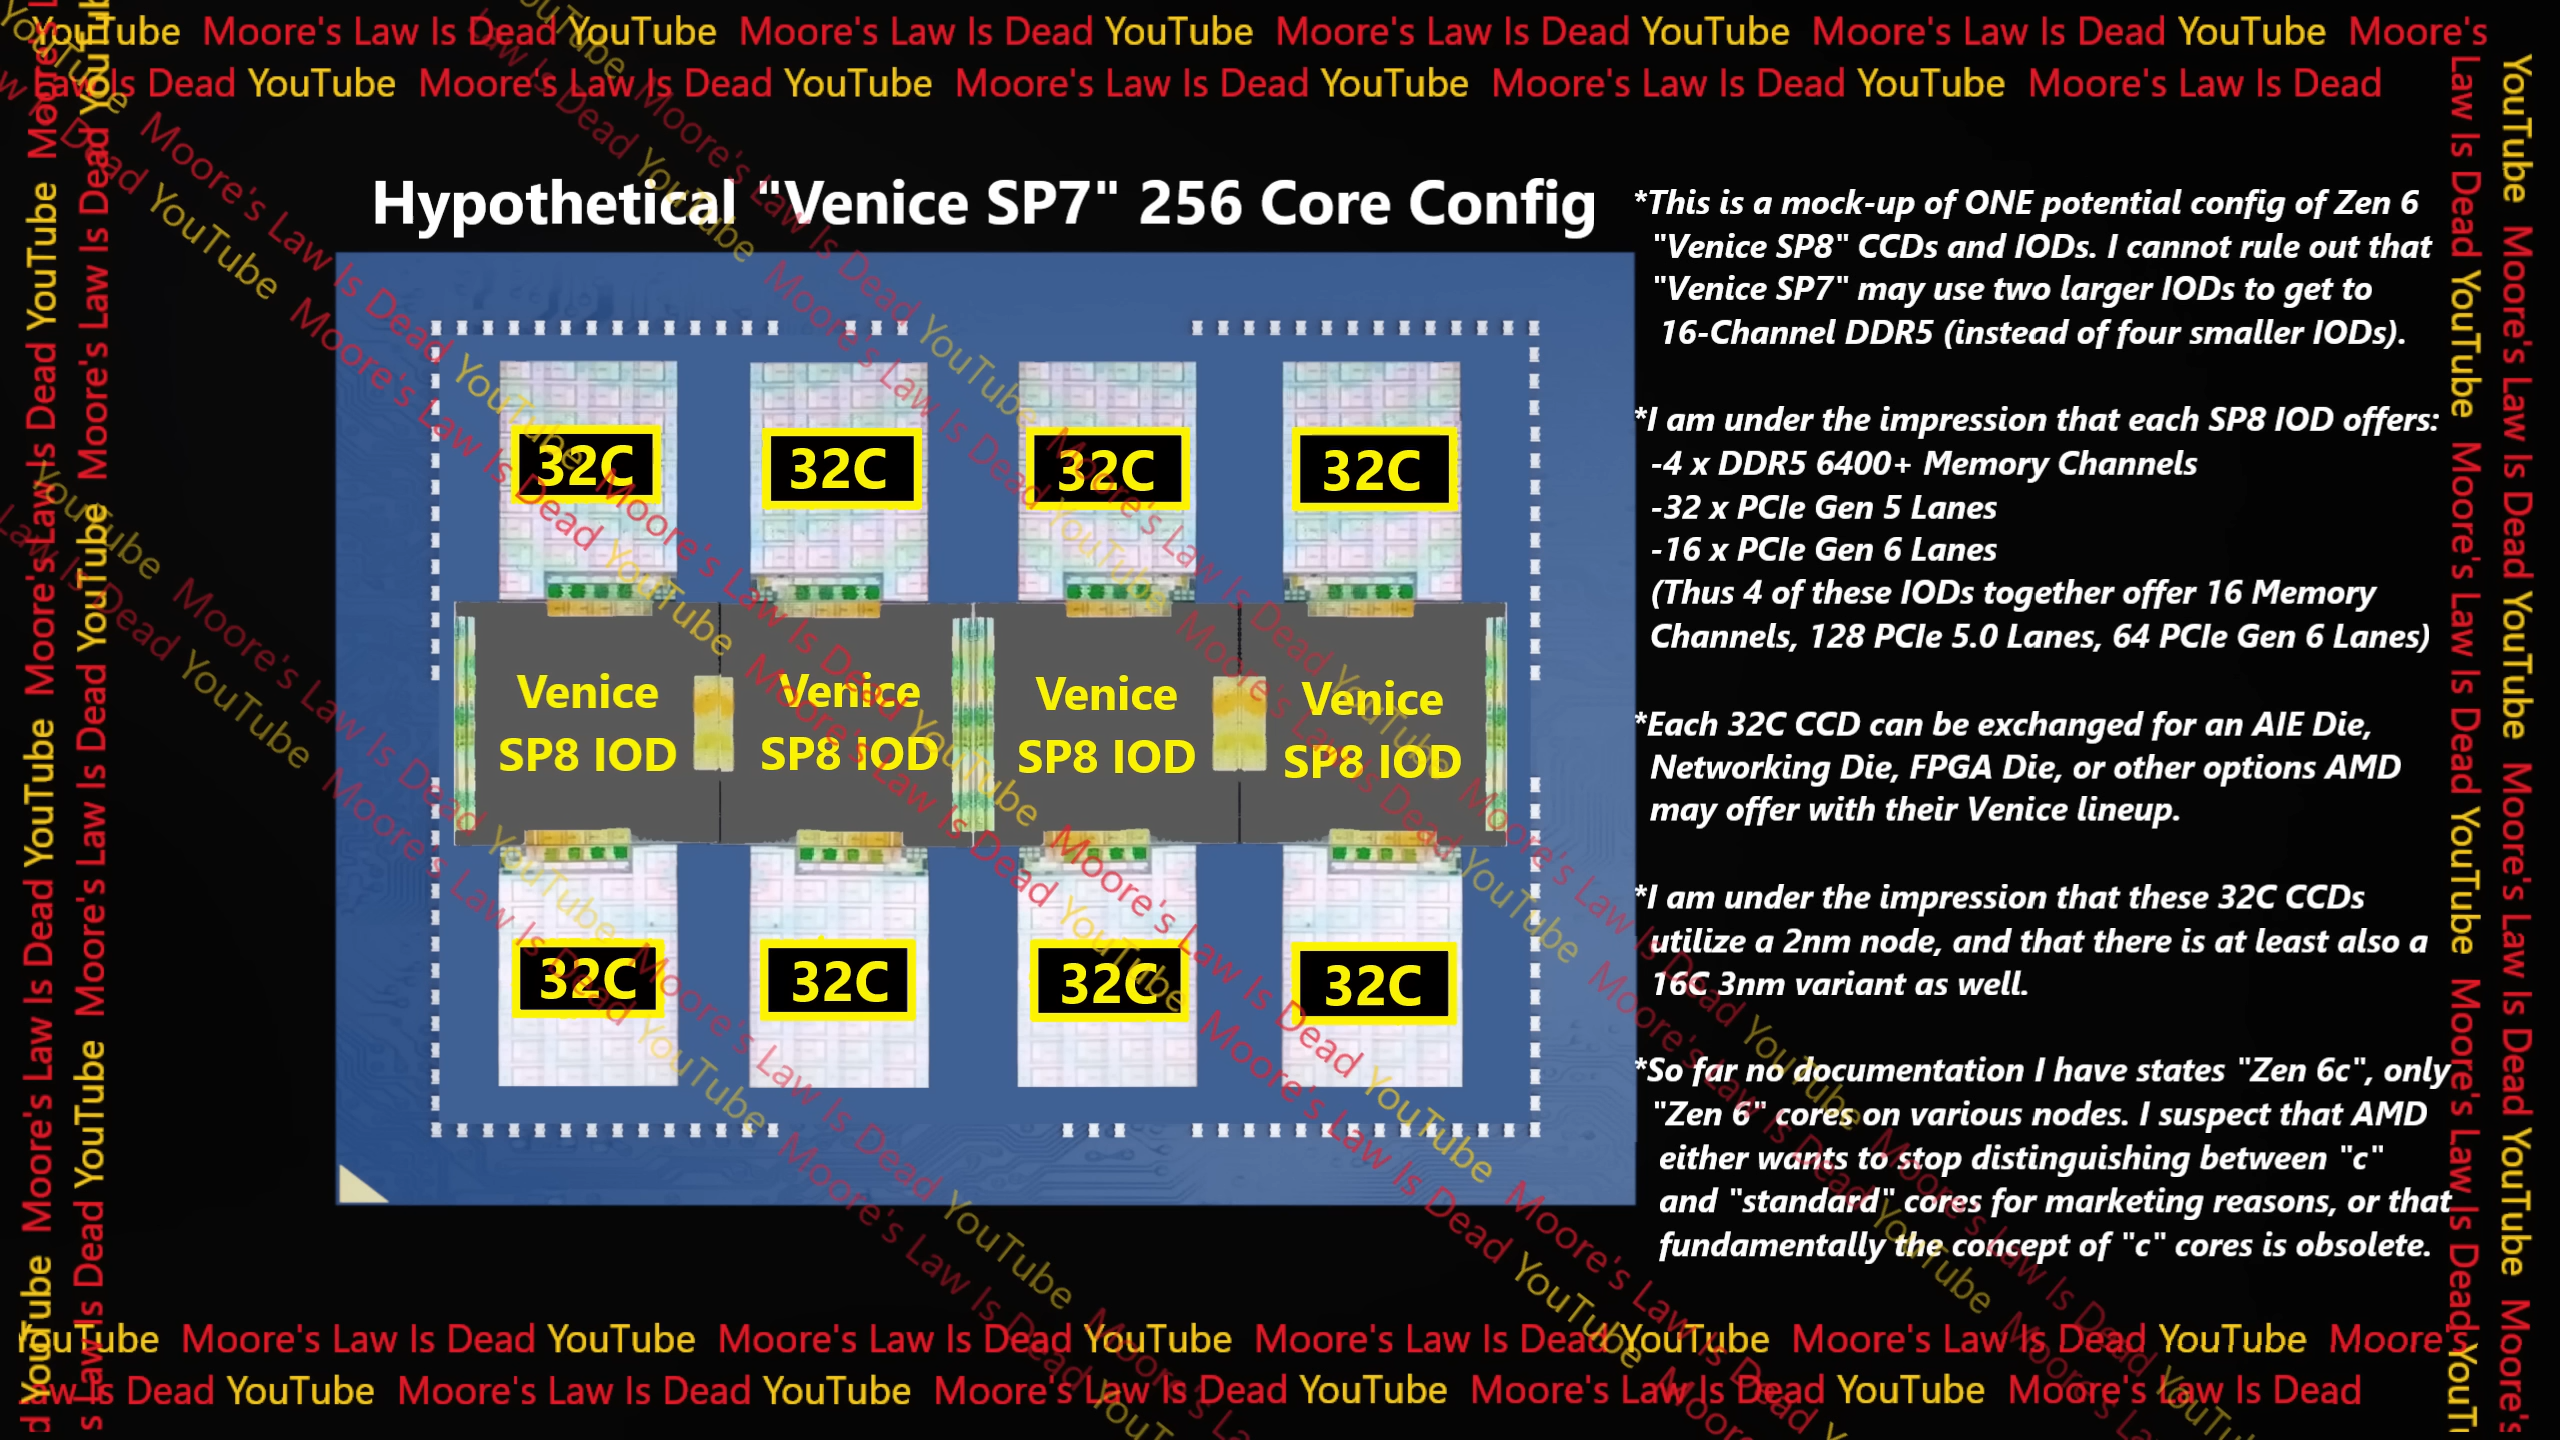 YouTube Moore's Law Is Dead YouTube Moore's Law Is Dead YouTube Moore's Law Is Dead YouTube Moore's Law Is Dead YouTube Moore's
Law Is Dead YouTube Moore's Law Is Dead YouTube Moore's Law Is Dead YouTube Moore's Law Is Dead YouTube Moore's Law Is Dead
Hypothetical "Venice SP7" 256 Core Config
32C 32C 32C 32C
Venice Venice Venice Venice
SP8 IOD SP8 IOD SP8 IOD SP8 IOD
32C 32C 32C 32C
*This is a mock-up of ONE potential config of Zen 6
"Venice SP8" CCDs and IODs. I cannot rule out that
"Venice SP7" may use two larger IODs to get to
16-Channel DDR5 (instead of four smaller IODs).
*I am under the impression that each SP8 IOD offers:
-4 x DDR5 6400+ Memory Channels
-32 x PCIe Gen 5 Lanes
-16 x PCIe Gen 6 Lanes
(Thus 4 of these IODs together offer 16 Memory
Channels, 128 PCIe 5.0 Lanes, 64 PCIe Gen 6 Lanes)
*Each 32C CCD can be exchanged for an AIE Die,
Networking Die, FPGA Die, or other options AMD
may offer with their Venice lineup.
*I am under the impression that these 32C CCDs
utilize a 2nm node, and that there is at least also a
16C 3nm variant as well.
*So far no documentation I have states "Zen 6c", only
"Zen 6" cores on various nodes. I suspect that AMD
either wants to stop distinguishing between "c"
and "standard" cores for marketing reasons, or that
fundamentally the concept of "c" cores is obsolete.
YouTube Moore's Law Is Dead YouTube Moore's Law Is Dead YouTube Moore's Law Is Dead YouTube Moore's Law Is Dead YouTube Moore's
Law Is Dead YouTube Moore's Law Is Dead YouTube Moore's Law Is Dead YouTube Moore's Law Is Dead YouTube Moore's Law Is Dead